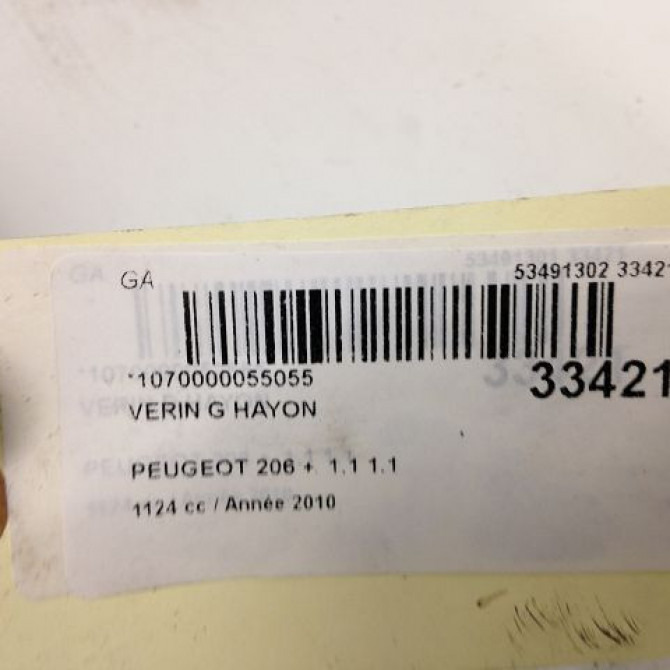 GA
53491302 33421
*1070000055055
33421
VERIN G HAYON
PEUGEOT 206 + 1.1 1.1
1124 cc / Année 2010